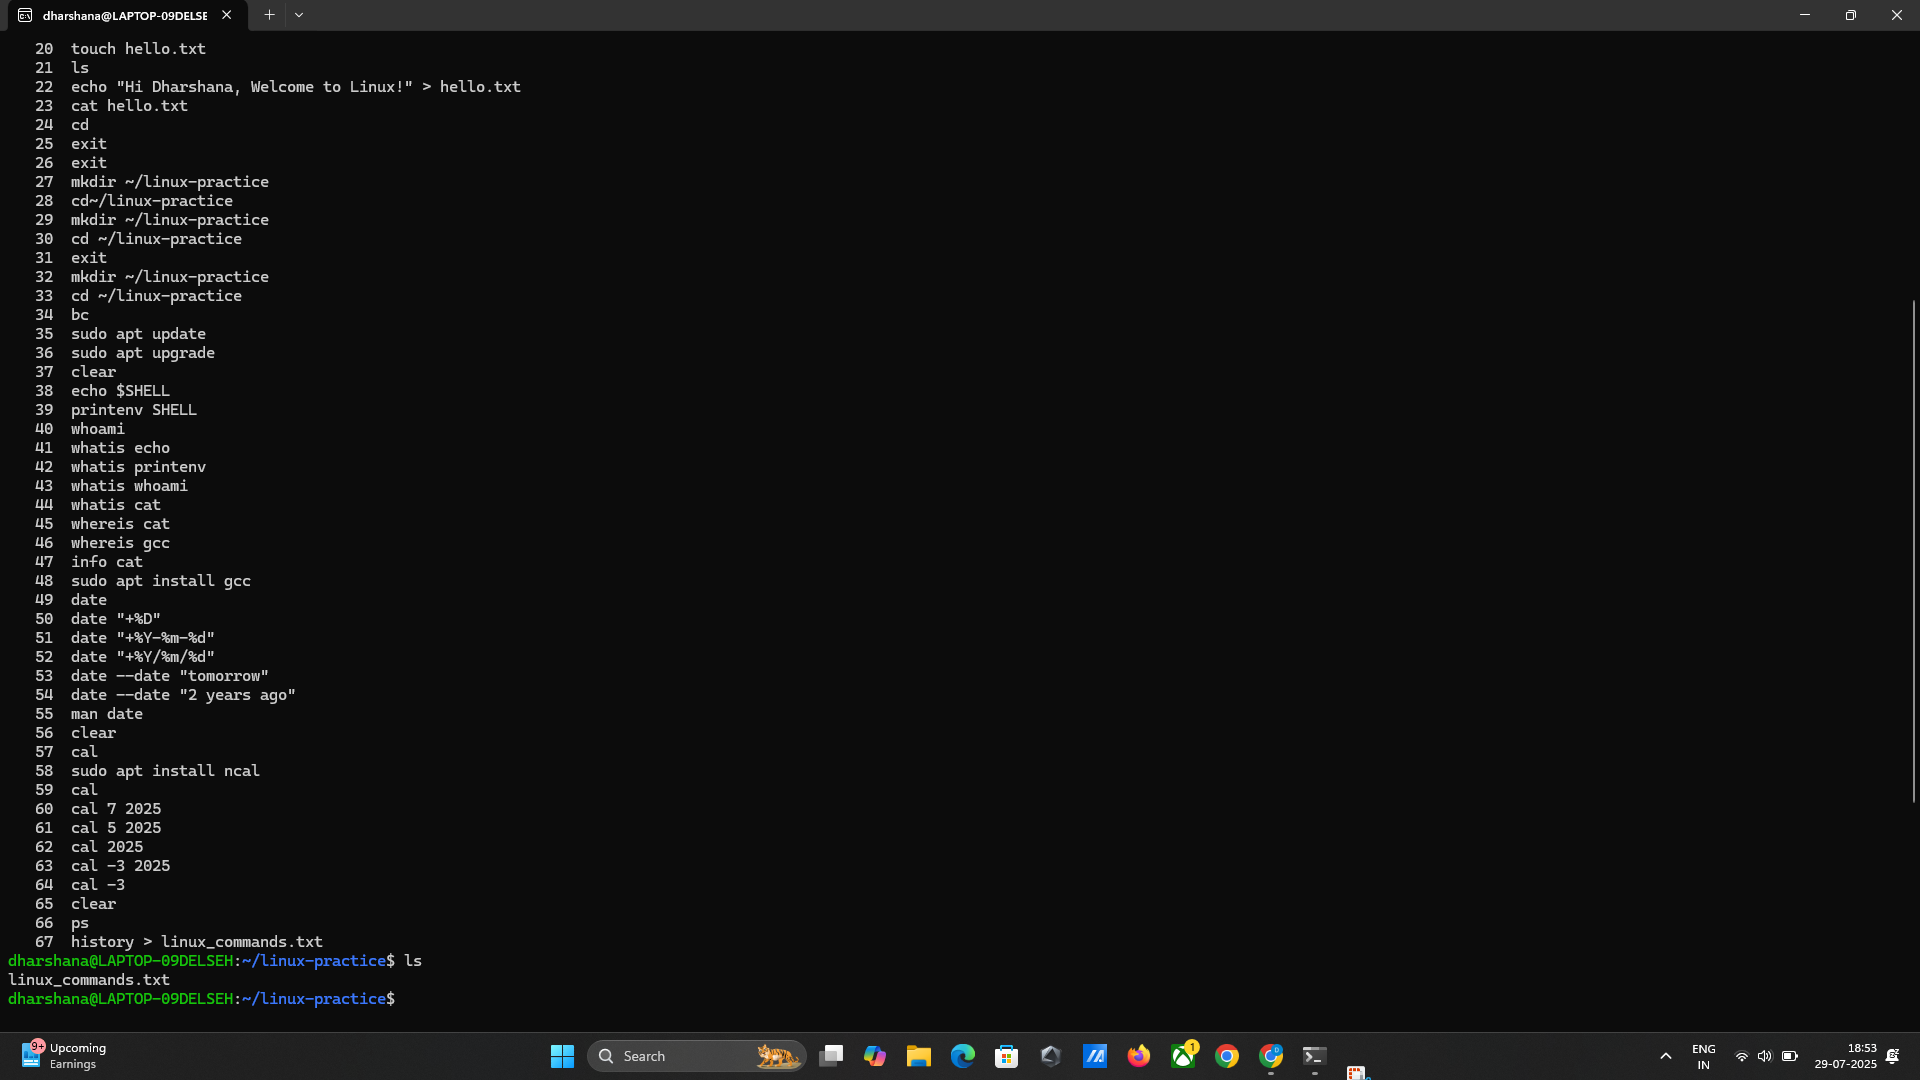 dharshana@LAPTOP-09DELSE
20 touch hello.txt
21 ls
22 echo "Hi Dharshana, Welcome to Linux!" > hello.txt
23 cat hello.txt
24 cd
25 exit
26 exit
27 mkdir ~/linux-practice
28 cd~/linux-practice
29 mkdir ~/linux-practice
30 cd ~/linux-practice
31 exit
32 mkdir ~/linux-practice
33 cd ~/linux-practice
34 bc
35 sudo apt update
36 sudo apt upgrade
37 clear
38 echo $SHELL
39 printenv SHELL
40 whoami
41 whatis echo
42 whatis printenv
43 whatis whoami
44 whatis cat
45 whereis cat
46 whereis gcc
47 info cat
48 sudo apt install gcc
49 date
50 date "+%D"
51 date "+%Y-%m-%d"
52 date "+%Y/%m/%d"
53 date --date "tomorrow"
54 date --date "2 years ago"
55 man date
56 clear
57 cal
58 sudo apt install ncal
59 cal
60 cal 7 2025
61 cal 5 2025
62 cal 2025
63 cal -3 2025
64 cal -3
65 clear
66 ps
67 history > linux_commands.txt
dharshana@LAPTOP-09DELSEH:~/linux-practice$ ls
linux_commands.txt
dharshana@LAPTOP-09DELSEH:~/linux-practice$
9+
Upcoming
Earnings
Search
1
ENG
IN
18:53
29-07-2025